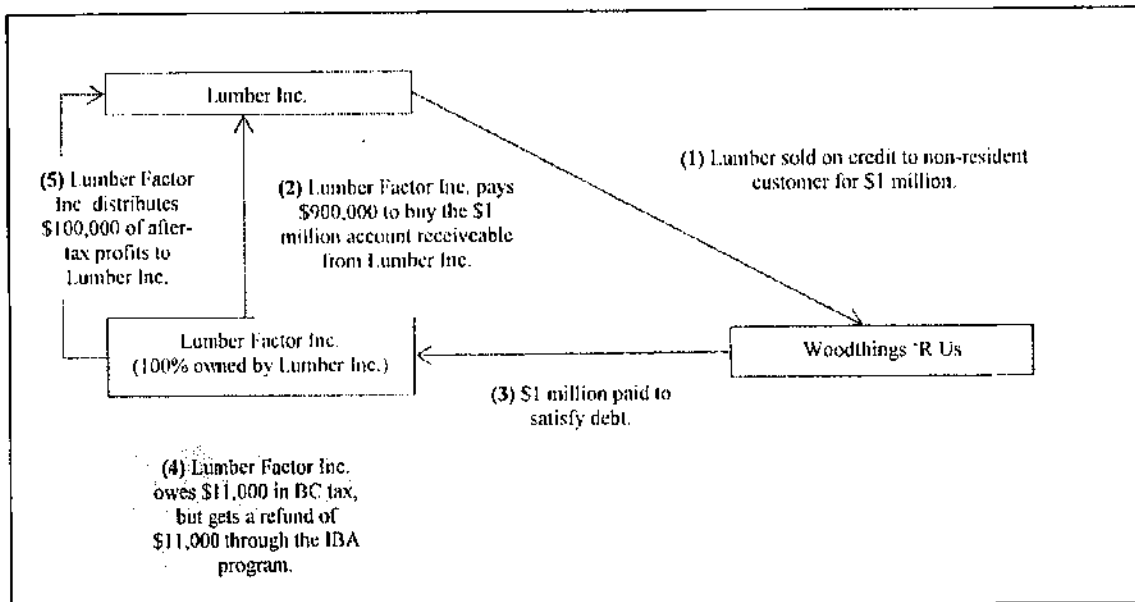 Lumber Inc.
(1) Lumber sold on credit to non-resident
customer for $1 million.
(5) Lumber Factor
Inc distributes
$100,000 of after-
tax profits to
Lumber Inc.
(2) Lumber Factor Inc. pays
$900,000 to buy the $1
million account receiveable
from Lumber Inc.
Lumber Factor Inc.
(100% owned by Lumber Inc.)
Woodthings 'R Us
(3) $1 million paid to
satisfy debt.
(4) Lumber Factor Inc.
owes $11,000 in BC tax,
but gets a refund of
$11,000 through the IBA
program.